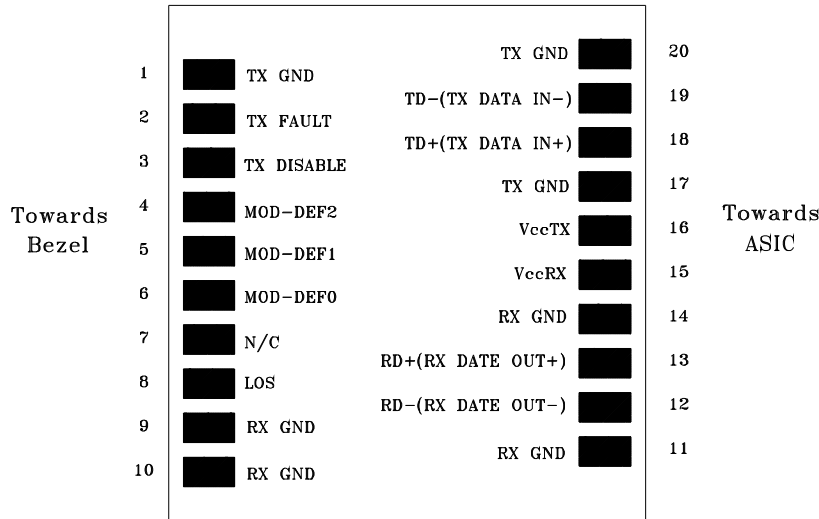 1 TX GND
2 TX FAULT
3 TX DISABLE
4 MOD-DEF2
5 MOD-DEF1
6 MOD-DEF0
7 N/C
8 LOS
9 RX GND
10 RX GND
Towards
Bezel
TX GND 20
TD-(TX DATA IN-) 19
TD+(TX DATA IN+) 18
TX GND 17
VccTX 16
VccRX 15
RX GND 14
RD+(RX DATE OUT+) 13
RD-(RX DATE OUT-) 12
RX GND 11
Towards
ASIC